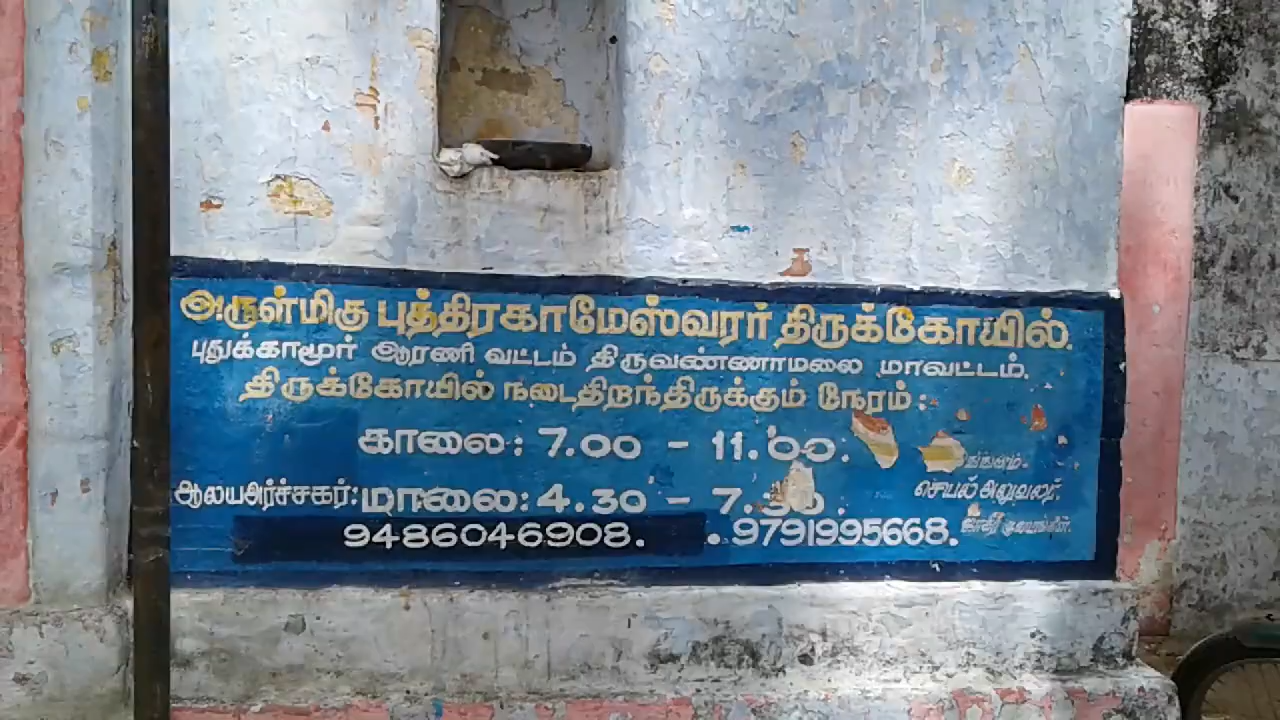 அருள்மிகு புத்திரகாமேஸ்வரர் திருக்கோயில்.
புதுக்காமூர் ஆரணி வட்டம் திருவண்ணாமலை மாவட்டம்.
திருக்கோயில் நடைதிறந்திருக்கும் நேரம்:
காலை: 7.00 - 11.00.
ஆலயஅர்ச்சகர்: மாலை: 4.30 - 7.30.
செயல் அலுவலர்.
9486046908. • 9791995668.